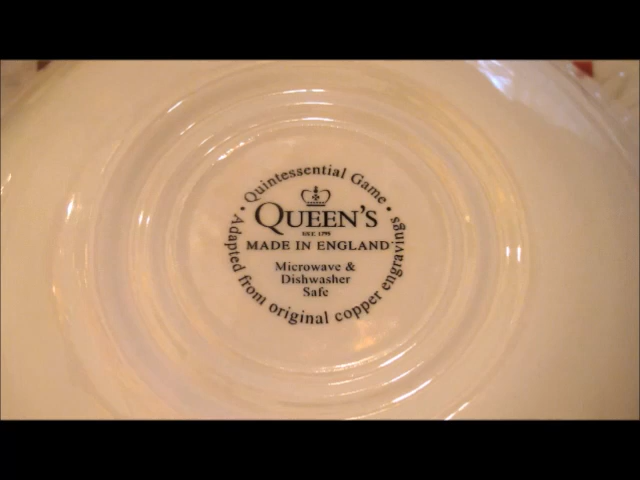 • Quintessential Game •
QUEEN'S
EST. 1790
MADE IN ENGLAND
Microwave &
Dishwasher
Safe
Adapted from original copper engravings